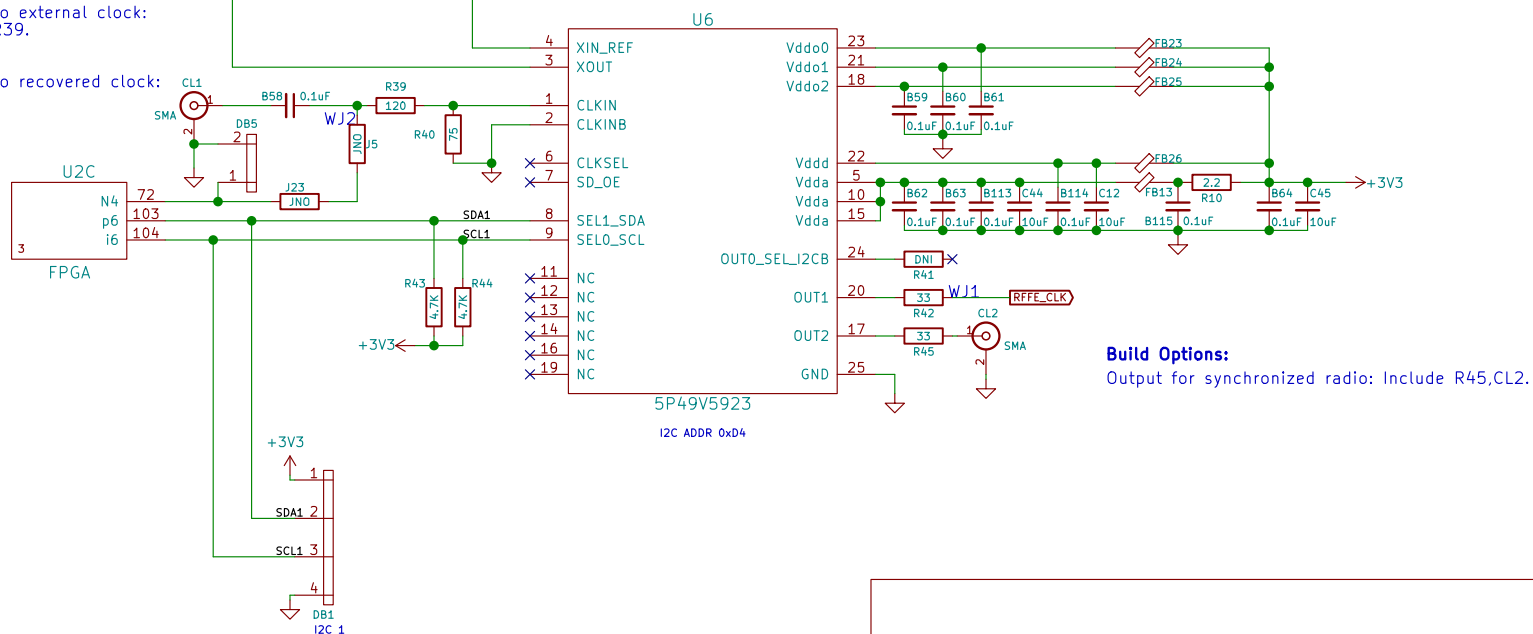 o external clock:
R39.
o recovered clock:
CL1
1
SMA
2
B58
0.1uF
WJ2
R39
120
DB5
2
1
JNO
J5
R40
75
J23
JNO
U2C
N4
72
p6
103
i6
104
3
FPGA
SDA1
SCL1
R43
4.7K
R44
4.7K
+3V3
U6
4
XIN_REF
3
XOUT
1
CLKIN
2
CLKINB
6
CLKSEL
7
SD_OE
8
SEL1_SDA
9
SEL0_SCL
11
NC
12
NC
13
NC
14
NC
16
NC
19
NC
Vddo0
23
Vddo1
21
Vddo2
18
Vddd
22
Vdda
5
Vdda
10
Vdda
15
OUT0_SEL_I2CB
24
OUT1
20
OUT2
17
GND
25
5P49V5923
I2C ADDR 0xD4
FB23
FB24
FB25
B59
B60
B61
0.1uF
0.1uF
0.1uF
FB26
FB13
2.2
R10
+3V3
B62
B63
B113
C44
B114
C12
B64
C45
0.1uF
0.1uF
0.1uF
10uF
0.1uF
10uF
B115
0.1uF
0.1uF
10uF
DNI
R41
33
R42
WJ1
RFFE_CLK
33
R45
CL2
1
SMA
2
Build Options:
Output for synchronized radio: Include R45,CL2.
+3V3
1
SDA1
2
SCL1
3
4
DB1
I2C 1